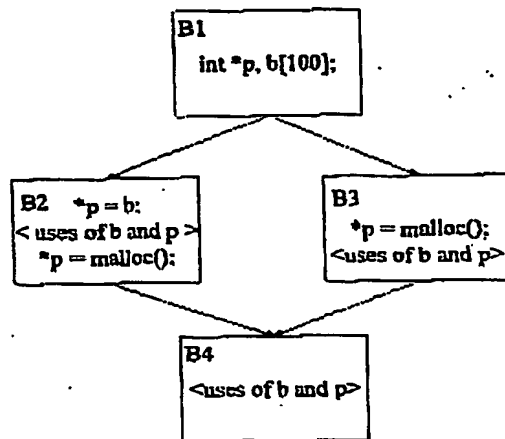 B1
int *p, b[100];
B2 *p = b;
< uses of b and p >
*p = malloc();
B3
*p = malloc();
<uses of b and p>
B4
<uses of b and p>